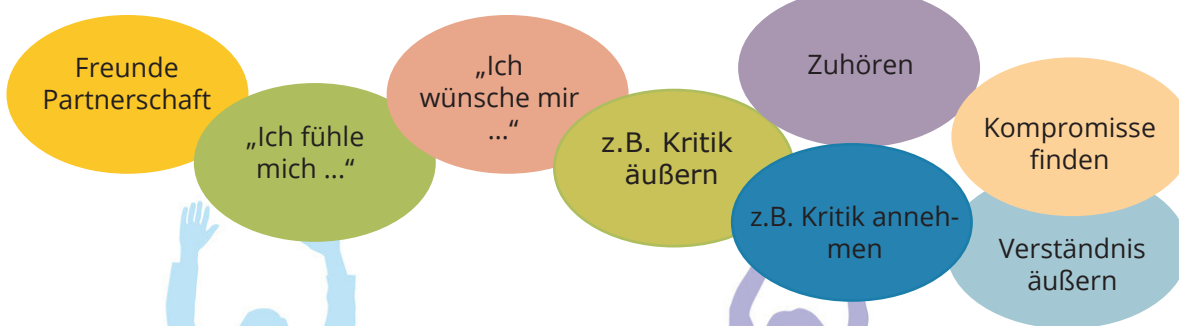 Freunde
Partnerschaft
„Ich fühle
mich ...“
„Ich
wünsche mir
...“
z.B. Kritik
äußern
Zuhören
z.B. Kritik anneh-
men
Kompromisse
finden
Verständnis
äußern